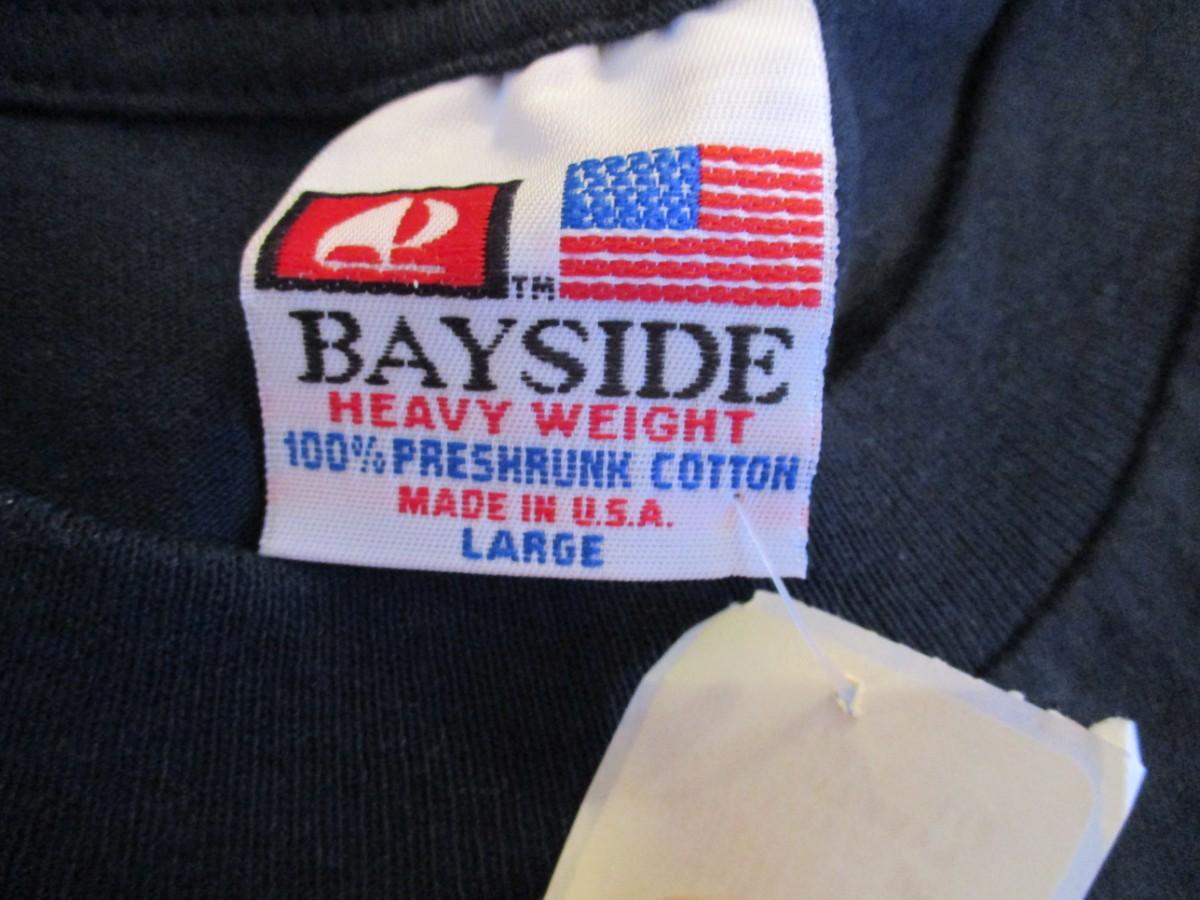 TM
BAYSIDE
HEAVY WEIGHT
100% PRESHRUNK COTTON
MADE IN U.S.A.
LARGE